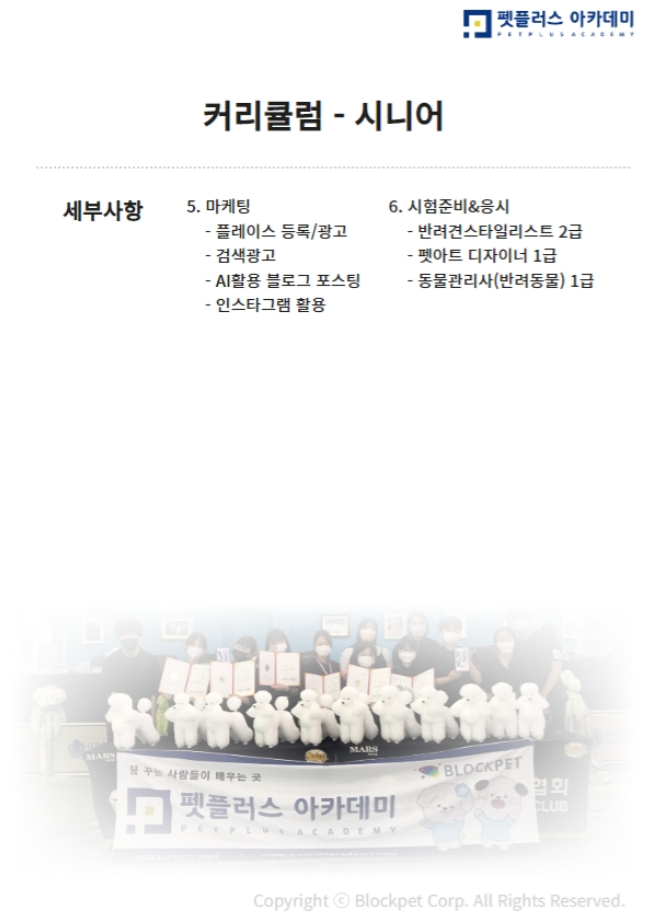 펫플러스 아카데미
PETPLUS ACADEMY
커리큘럼 - 시니어
세부사항
5. 마케팅
- 플레이스 등록/광고
- 검색광고
- AI활용 블로그 포스팅
- 인스타그램 활용
6. 시험준비&응시
- 반려견스타일리스트 2급
- 펫아트 디자이너 1급
- 동물관리사(반려동물) 1급
MARS
MARS
꿈 꾸는 사람들이 배우는 곳
BLOCKPET
펫플러스 아카데미
PETPLUS ACADEMY
협회
CLUB
Copyright ⓒ Blockpet Corp. All Rights Reserved.